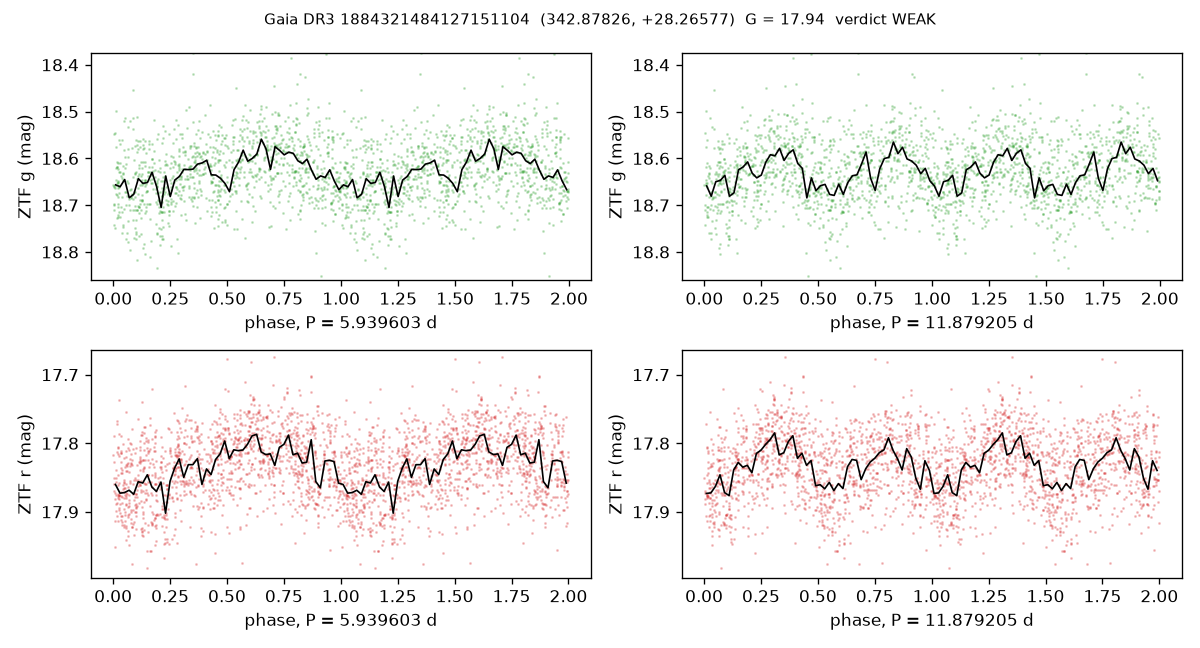 Gaia DR3 1884321484127151104 (342.87826, +28.26577) G = 17.94 verdict WEAK
ZTF g (mag)
18.4
18.5
18.6
18.7
18.8
0.00 0.25 0.50 0.75 1.00 1.25 1.50 1.75 2.00
phase, P = 5.939603 d
ZTF g (mag)
18.4
18.5
18.6
18.7
18.8
0.00 0.25 0.50 0.75 1.00 1.25 1.50 1.75 2.00
phase, P = 11.879205 d
ZTF r (mag)
17.7
17.8
17.9
0.00 0.25 0.50 0.75 1.00 1.25 1.50 1.75 2.00
phase, P = 5.939603 d
ZTF r (mag)
17.7
17.8
17.9
0.00 0.25 0.50 0.75 1.00 1.25 1.50 1.75 2.00
phase, P = 11.879205 d